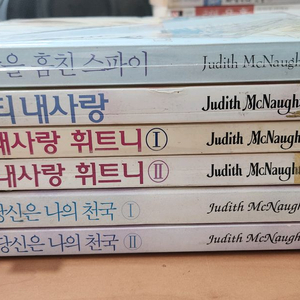 을 훔친 스파이 Judith McNaugh
티 내사랑 Judith McNaugh
내사랑 휘트니 I Judith McNaugh
내사랑 휘트니 II Judith McNaugh
당신은 나의 천국 I Judith McNaugh
당신은 나의 천국 II Judith McNaugh